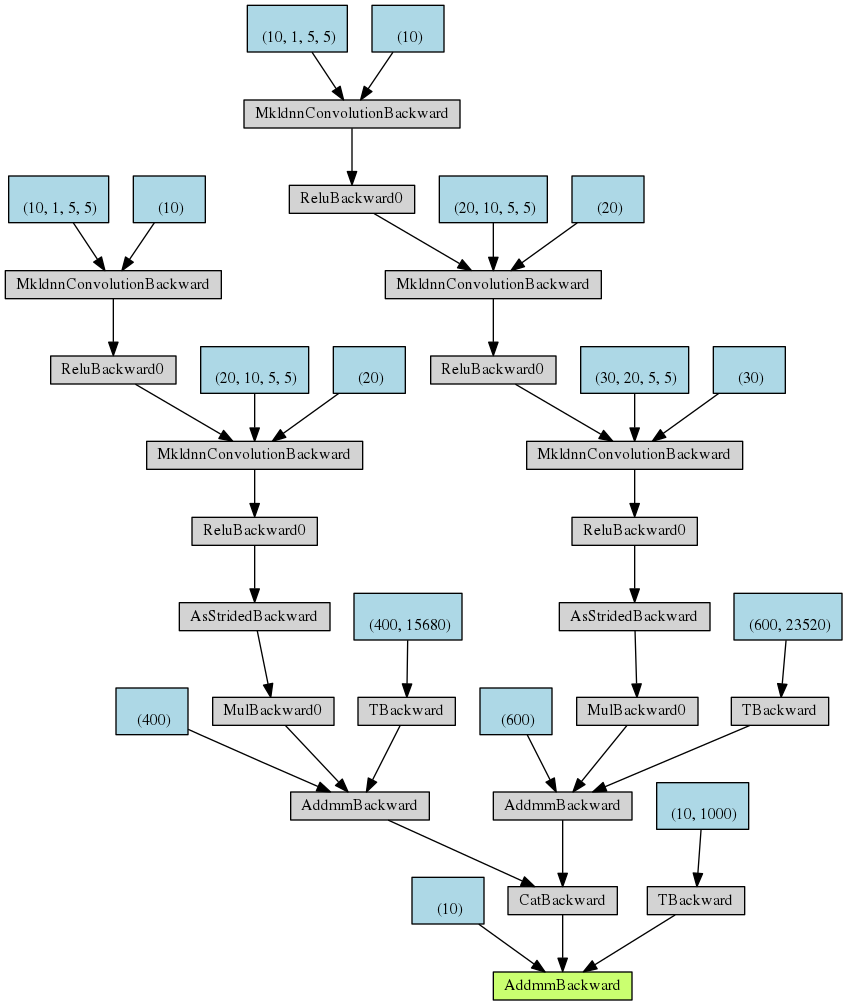 (10, 1, 5, 5)
(10)
MkldnnConvolutionBackward
(10, 1, 5, 5)
(10)
ReluBackward0
(20, 10, 5, 5)
(20)
MkldnnConvolutionBackward
MkldnnConvolutionBackward
ReluBackward0
(20, 10, 5, 5)
(20)
ReluBackward0
(30, 20, 5, 5)
(30)
MkldnnConvolutionBackward
MkldnnConvolutionBackward
ReluBackward0
ReluBackward0
AsStridedBackward
(400, 15680)
AsStridedBackward
(600, 23520)
(400)
MulBackward0
TBackward
(600)
MulBackward0
TBackward
AddmmBackward
AddmmBackward
(10, 1000)
(10)
CatBackward
TBackward
AddmmBackward